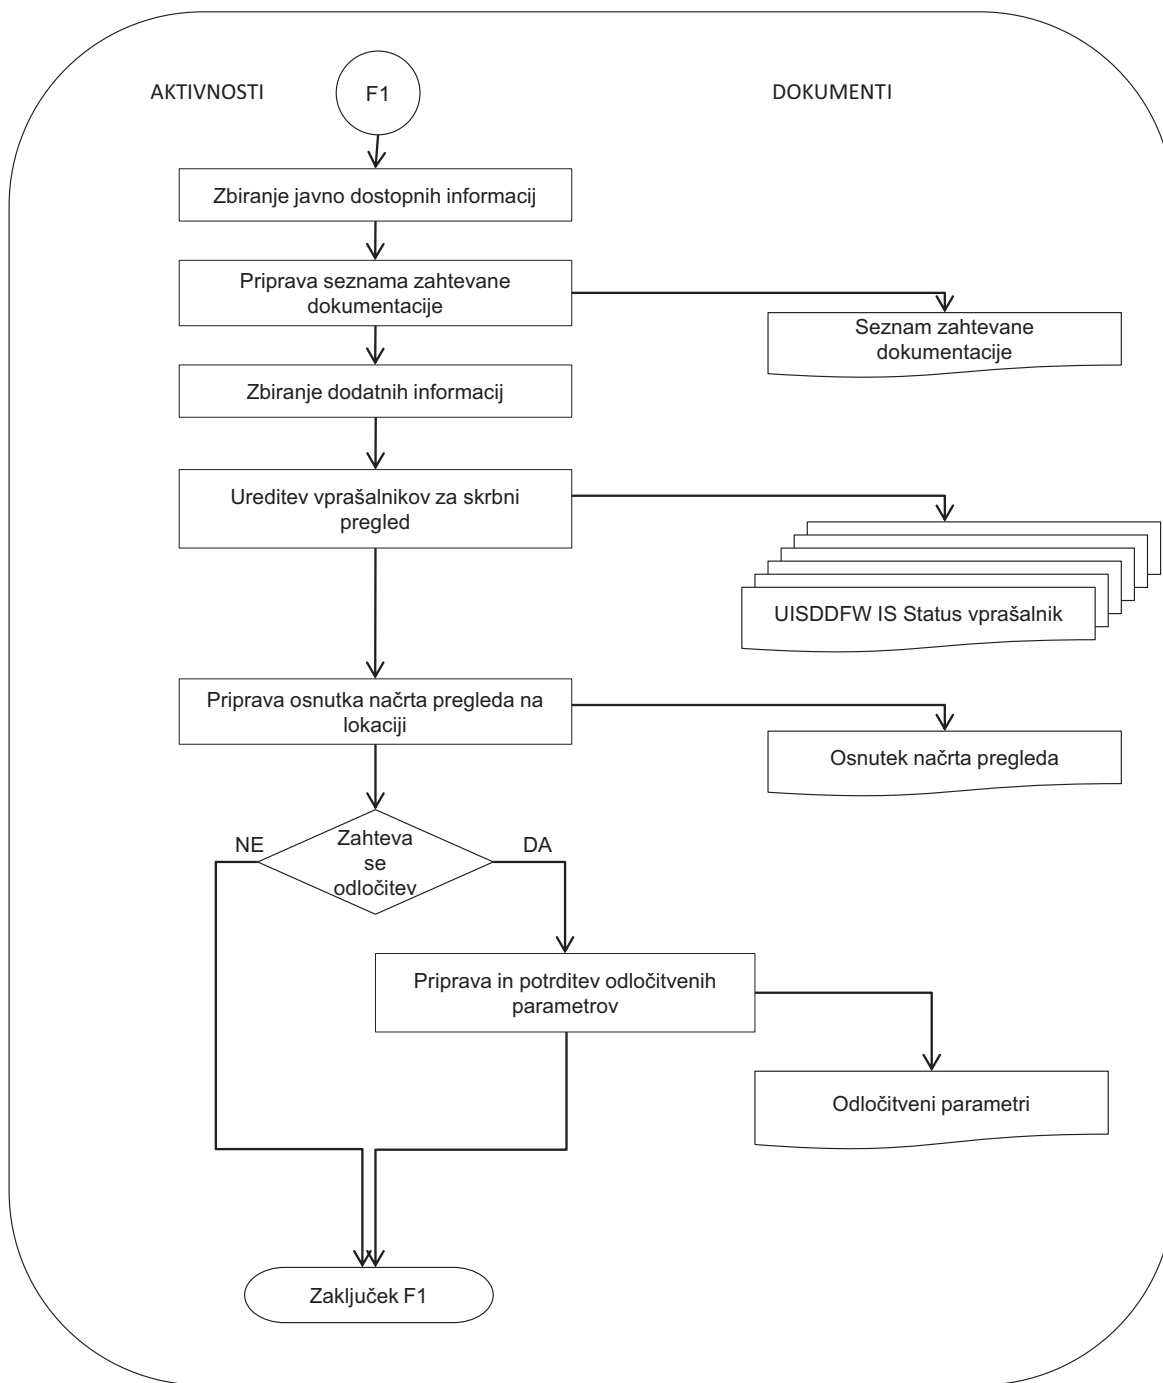 AKTIVNOSTI
F1
DOKUMENTI
Zbiranje javno dostopnih informacij
Priprava seznama zahtevane
dokumentacije
Seznam zahtevane
dokumentacije
Zbiranje dodatnih informacij
Ureditev vprašalnikov za skrbni
pregled
UISDDFW IS Status vprašalnik
Priprava osnutka načrta pregleda na
lokaciji
Osnutek načrta pregleda
NE
Zahteva
se
odločitev
DA
Priprava in potrditev odločitvenih
parametrov
Odločitveni parametri
Zaključek F1